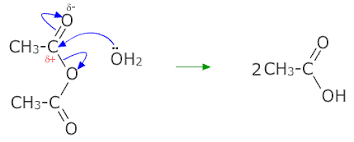 δ-
O
CH3-C
δ+
ÖH2
O
CH3-C
O
2 CH3-C
O
OH